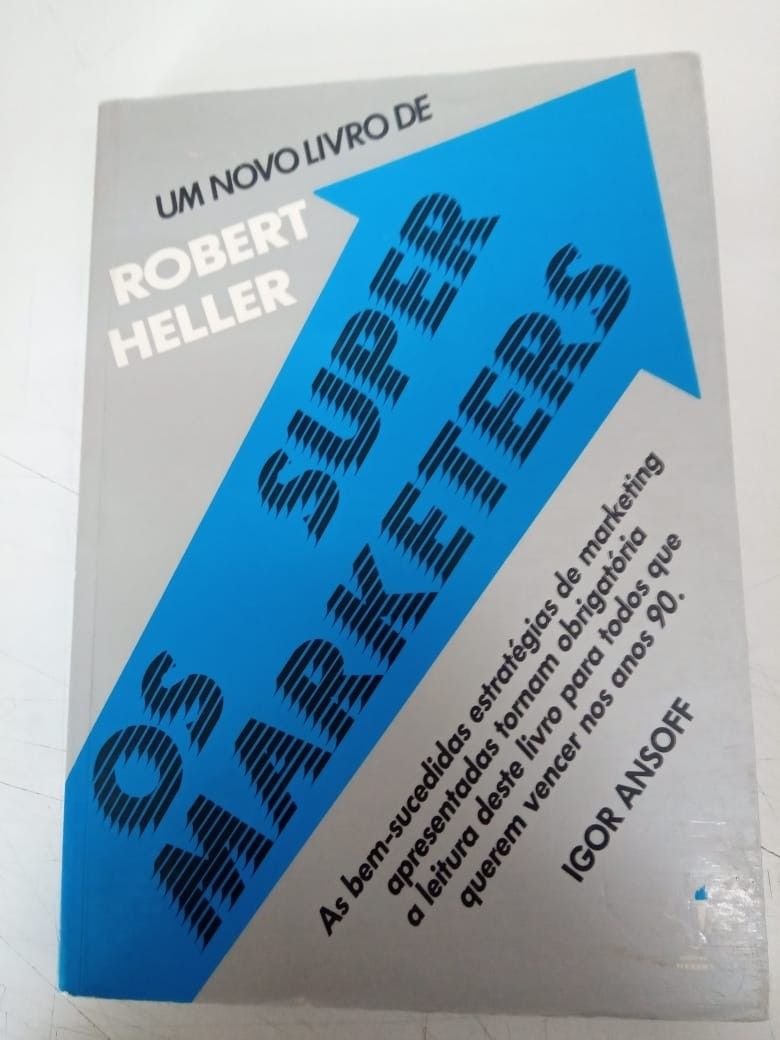 UM NOVO LIVRO DE
ROBERT
HELLER
OS SUPER
MARKETERS
As bem-sucedidas estratégias de marketing
apresentadas tornam obrigatória
a leitura deste livro para todos que
querem vencer nos anos 90.
IGOR ANSOFF